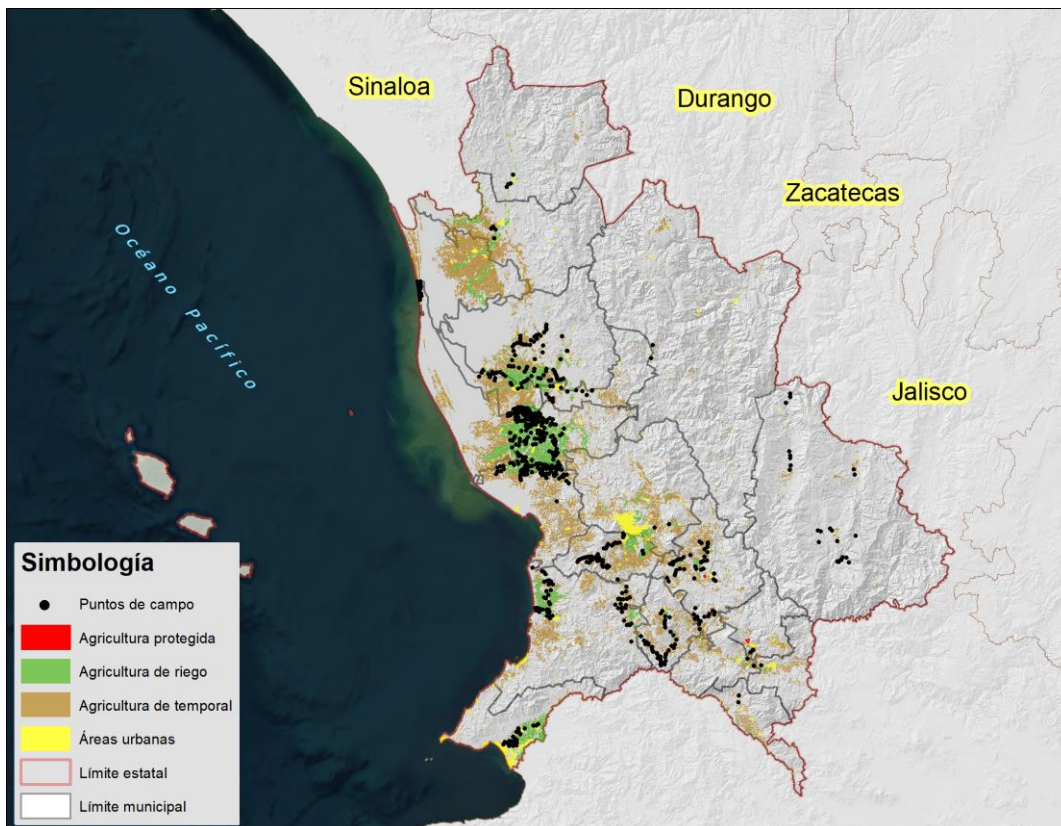 Sinaloa
Durango
Zacatecas
Océano Pacífico
Jalisco
Simbología
Puntos de campo
Agricultura protegida
Agricultura de riego
Agricultura de temporal
Áreas urbanas
Límite estatal
Límite municipal